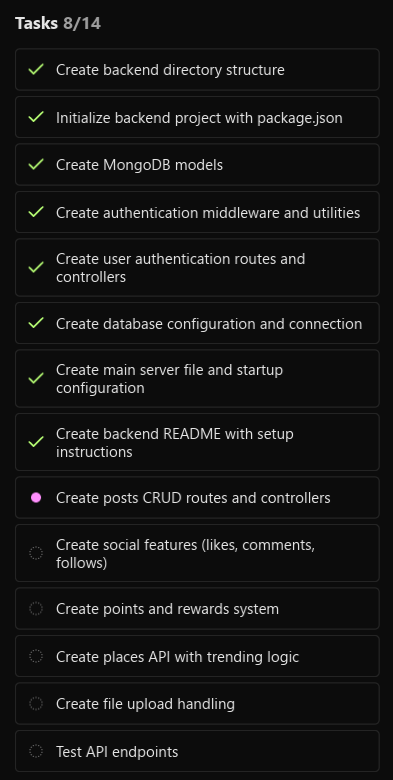 Tasks 8/14
Create backend directory structure
Initialize backend project with package.json
Create MongoDB models
Create authentication middleware and utilities
Create user authentication routes and
controllers
Create database configuration and connection
Create main server file and startup
configuration
Create backend README with setup
instructions
Create posts CRUD routes and controllers
Create social features (likes, comments,
follows)
Create points and rewards system
Create places API with trending logic
Create file upload handling
Test API endpoints